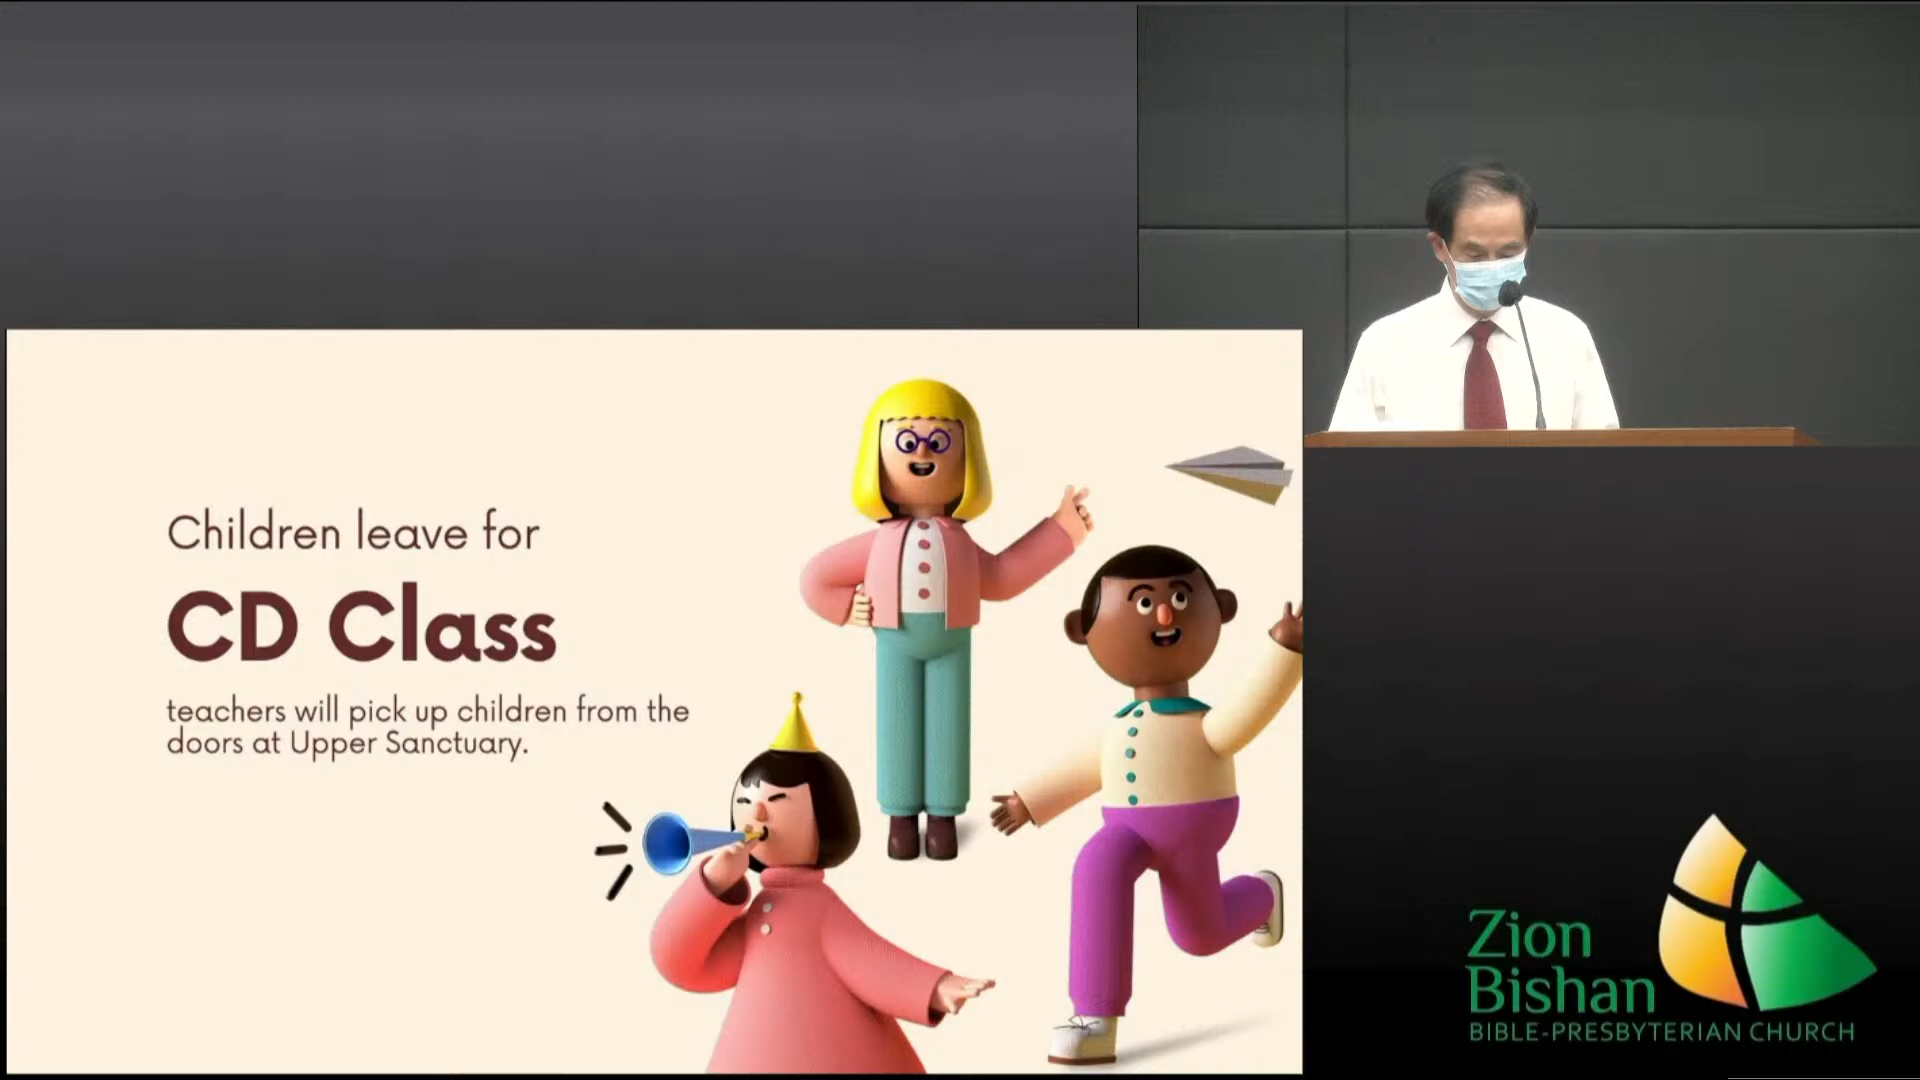 Children leave for
CD Class
teachers will pick up children from the
doors at Upper Sanctuary.
Zion
Bishan
BIBLE-PRESBYTERIAN CHURCH